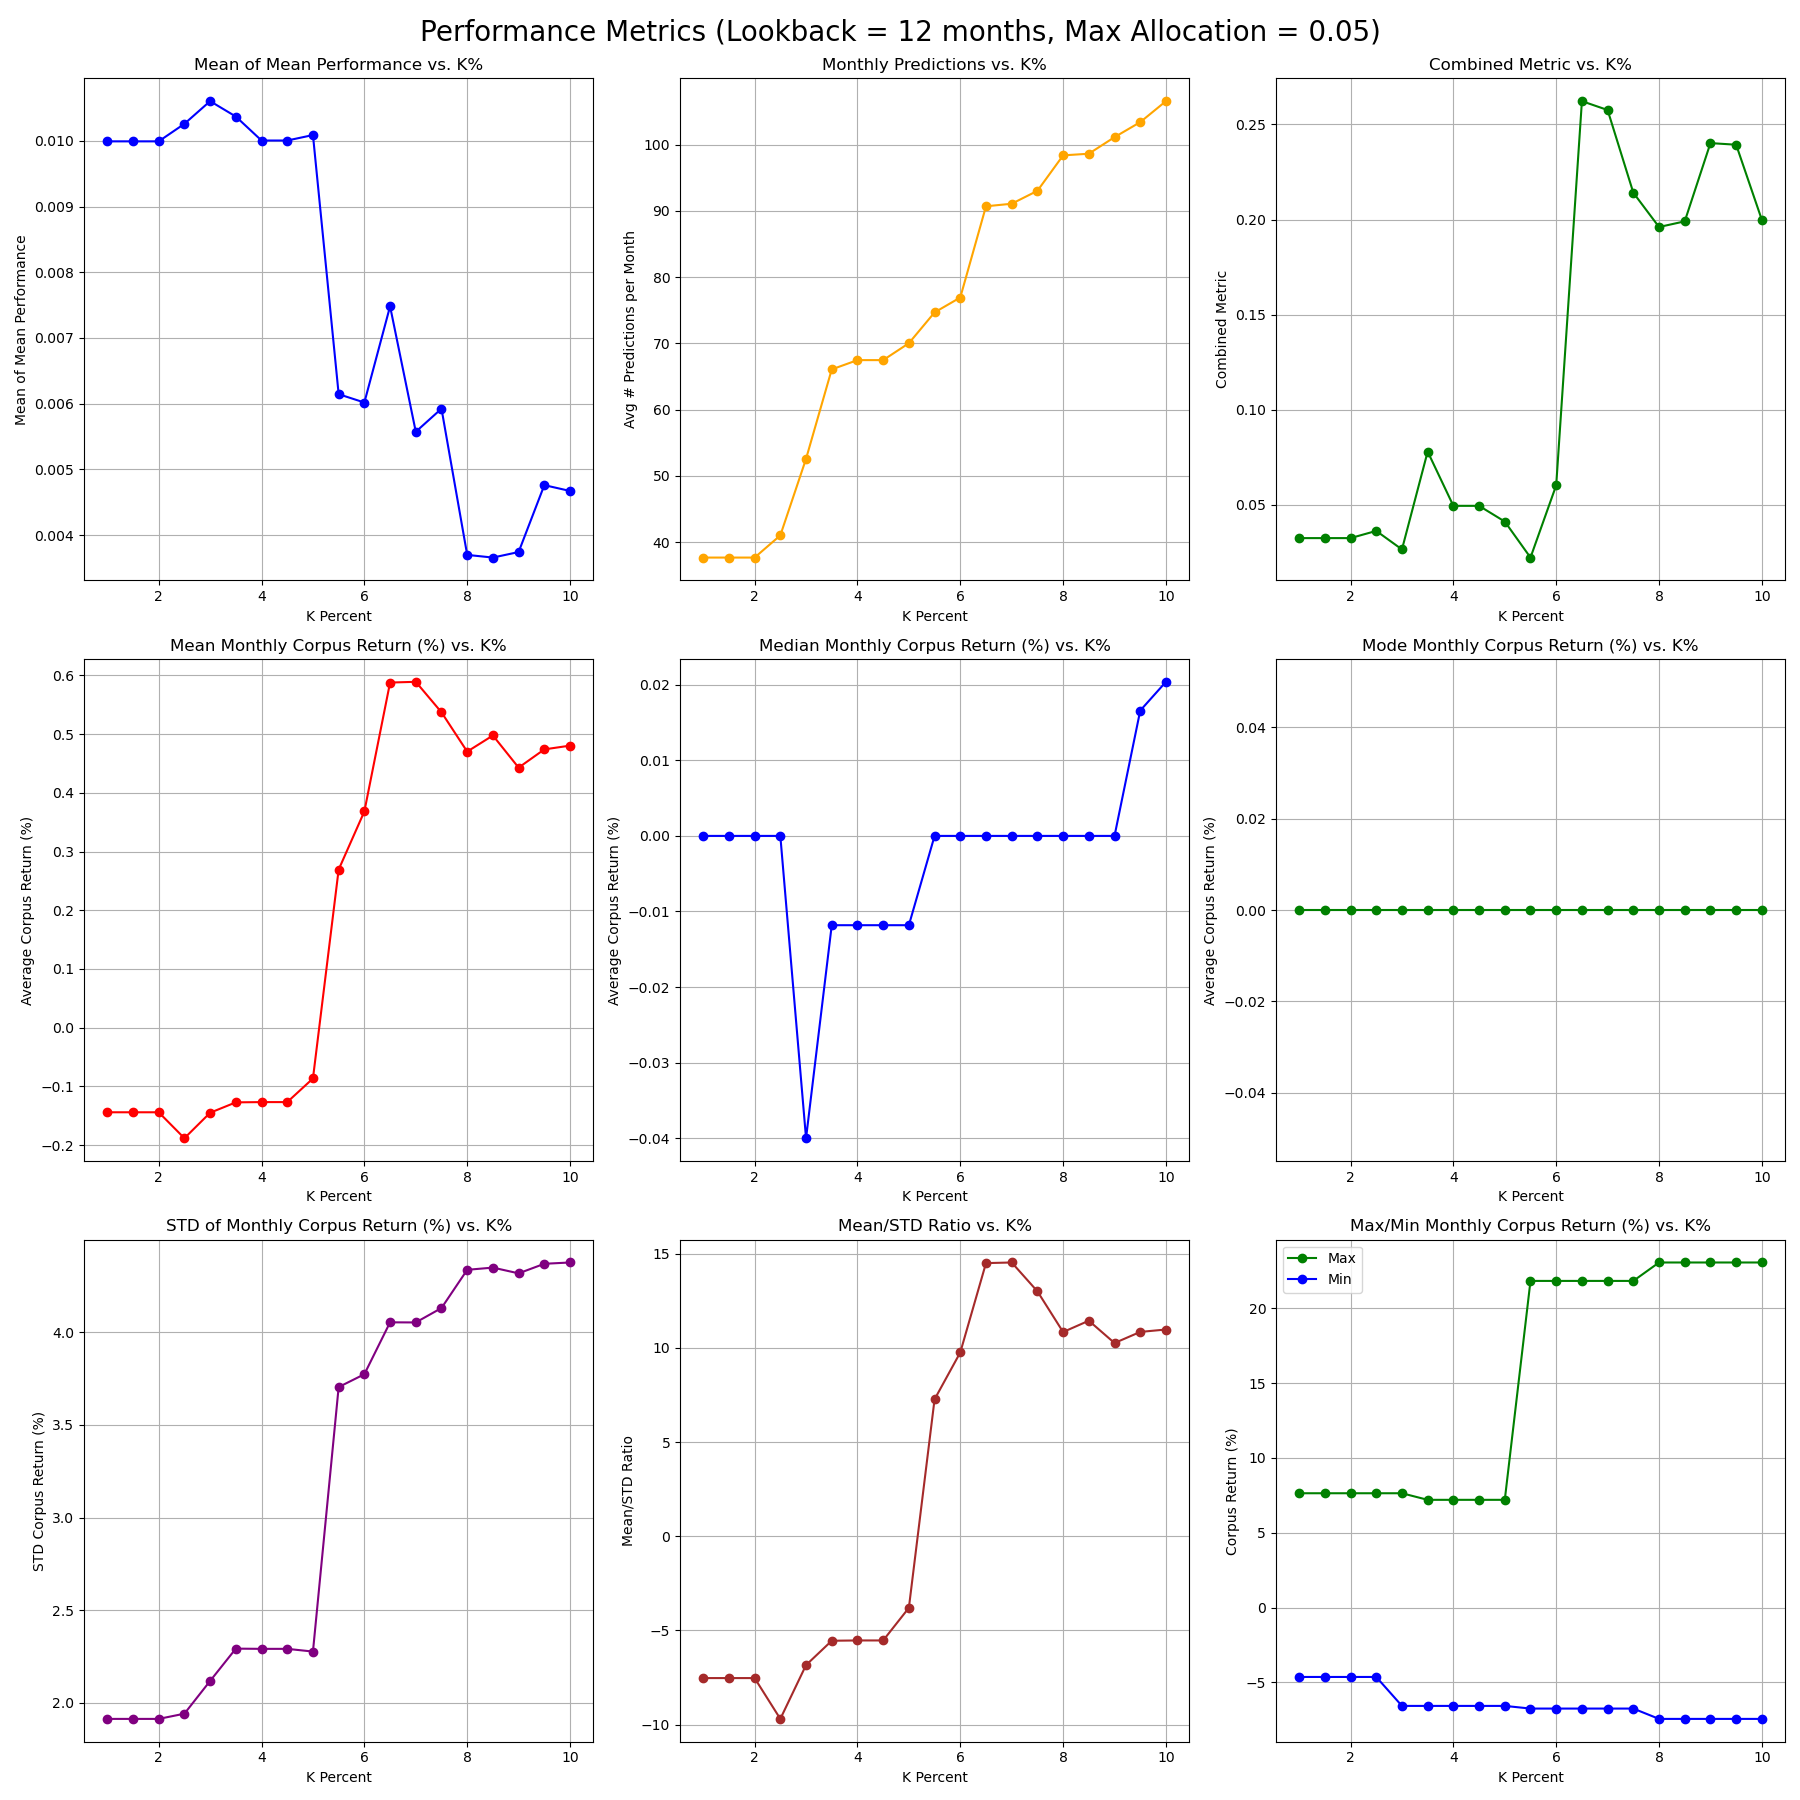 Performance Metrics (Lookback = 12 months, Max Allocation = 0.05)
Mean of Mean Performance vs. K%
Mean of Mean Performance
0.010
0.009
0.008
0.007
0.006
0.005
0.004
2 4 6 8 10
K Percent
Monthly Predictions vs. K%
Avg # Predictions per Month
100
90
80
70
60
50
40
2 4 6 8 10
K Percent
Combined Metric vs. K%
Combined Metric
0.25
0.20
0.15
0.10
0.05
2 4 6 8 10
K Percent
Mean Monthly Corpus Return (%) vs. K%
Average Corpus Return (%)
0.6
0.5
0.4
0.3
0.2
0.1
0.0
−0.1
−0.2
2 4 6 8 10
K Percent
Median Monthly Corpus Return (%) vs. K%
Average Corpus Return (%)
0.02
0.01
0.00
−0.01
−0.02
−0.03
−0.04
2 4 6 8 10
K Percent
Mode Monthly Corpus Return (%) vs. K%
Average Corpus Return (%)
0.04
0.02
0.00
−0.02
−0.04
2 4 6 8 10
K Percent
STD of Monthly Corpus Return (%) vs. K%
STD Corpus Return (%)
4.0
3.5
3.0
2.5
2.0
2 4 6 8 10
K Percent
Mean/STD Ratio vs. K%
Mean/STD Ratio
15
10
5
0
−5
−10
2 4 6 8 10
K Percent
Max/Min Monthly Corpus Return (%) vs. K%
Max
Min
Corpus Return (%)
20
15
10
5
0
−5
2 4 6 8 10
K Percent